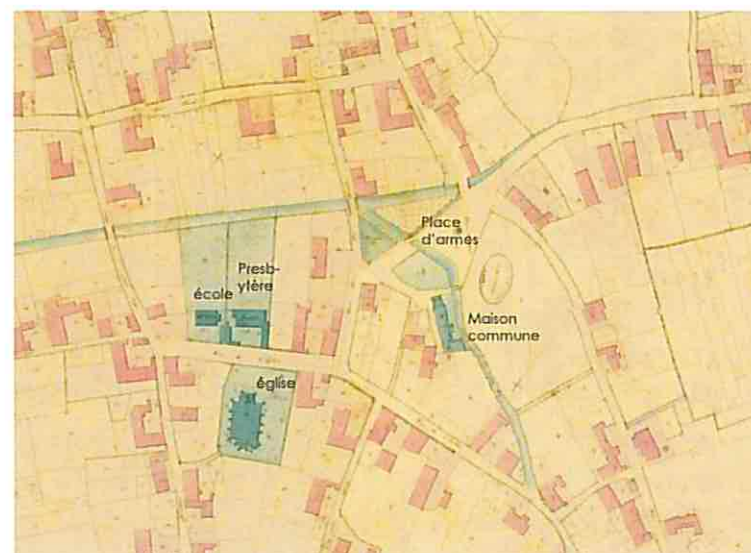 Place
d'armes
Presb-
ytère
école
Maison
commune
église